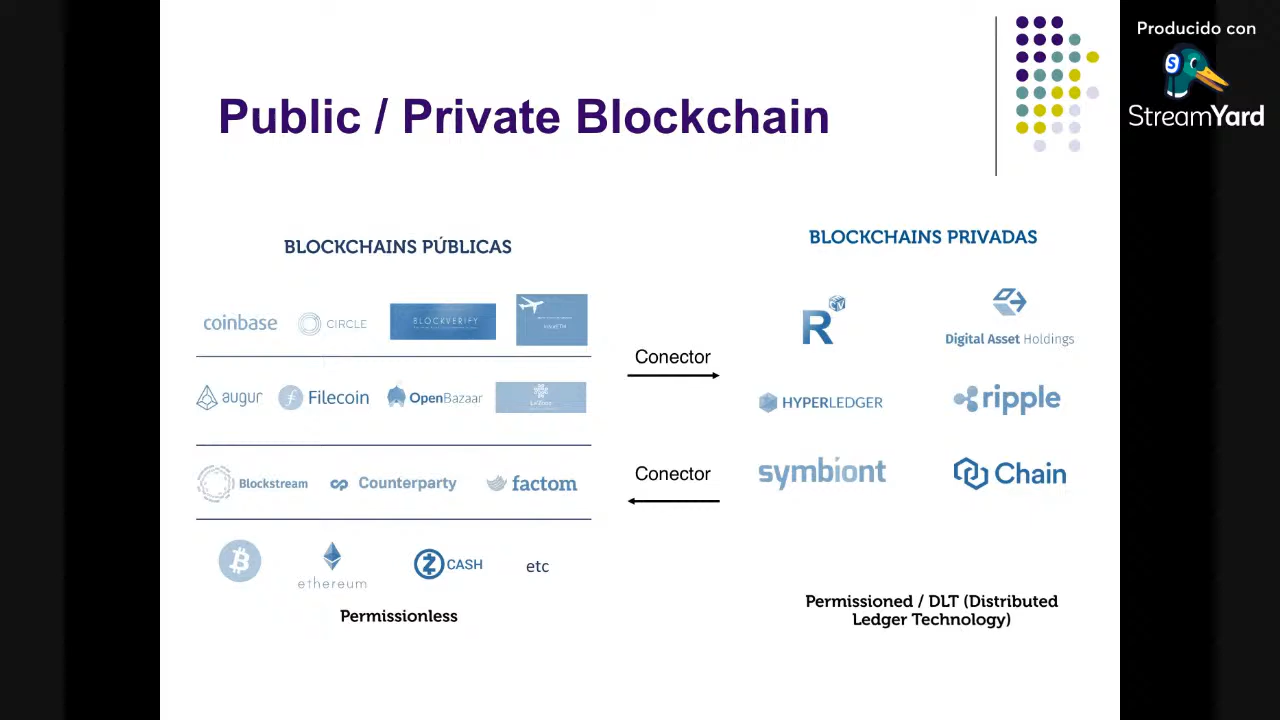 Producido con
StreamYard
Public / Private Blockchain
BLOCKCHAINS PÚBLICAS
coinbase
CIRCLE
BLOCKVERIFY
augur
Filecoin
OpenBazaar
Blockstream
Counterparty
factom
ethereum
CASH
etc
Permissionless
Conector
Conector
BLOCKCHAINS PRIVADAS
R
Digital Asset Holdings
HYPERLEDGER
ripple
symbiont
Chain
Permissioned / DLT (Distributed
Ledger Technology)